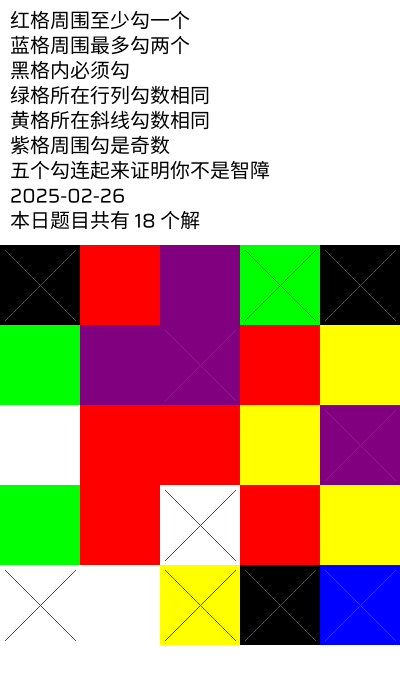 红格周围至少勾一个
蓝格周围最多勾两个
黑格内必须勾
绿格所在行列勾数相同
黄格所在斜线勾数相同
紫格周围勾是奇数
五个勾连起来证明你不是智障
2025-02-26
本日题目共有 18 个解